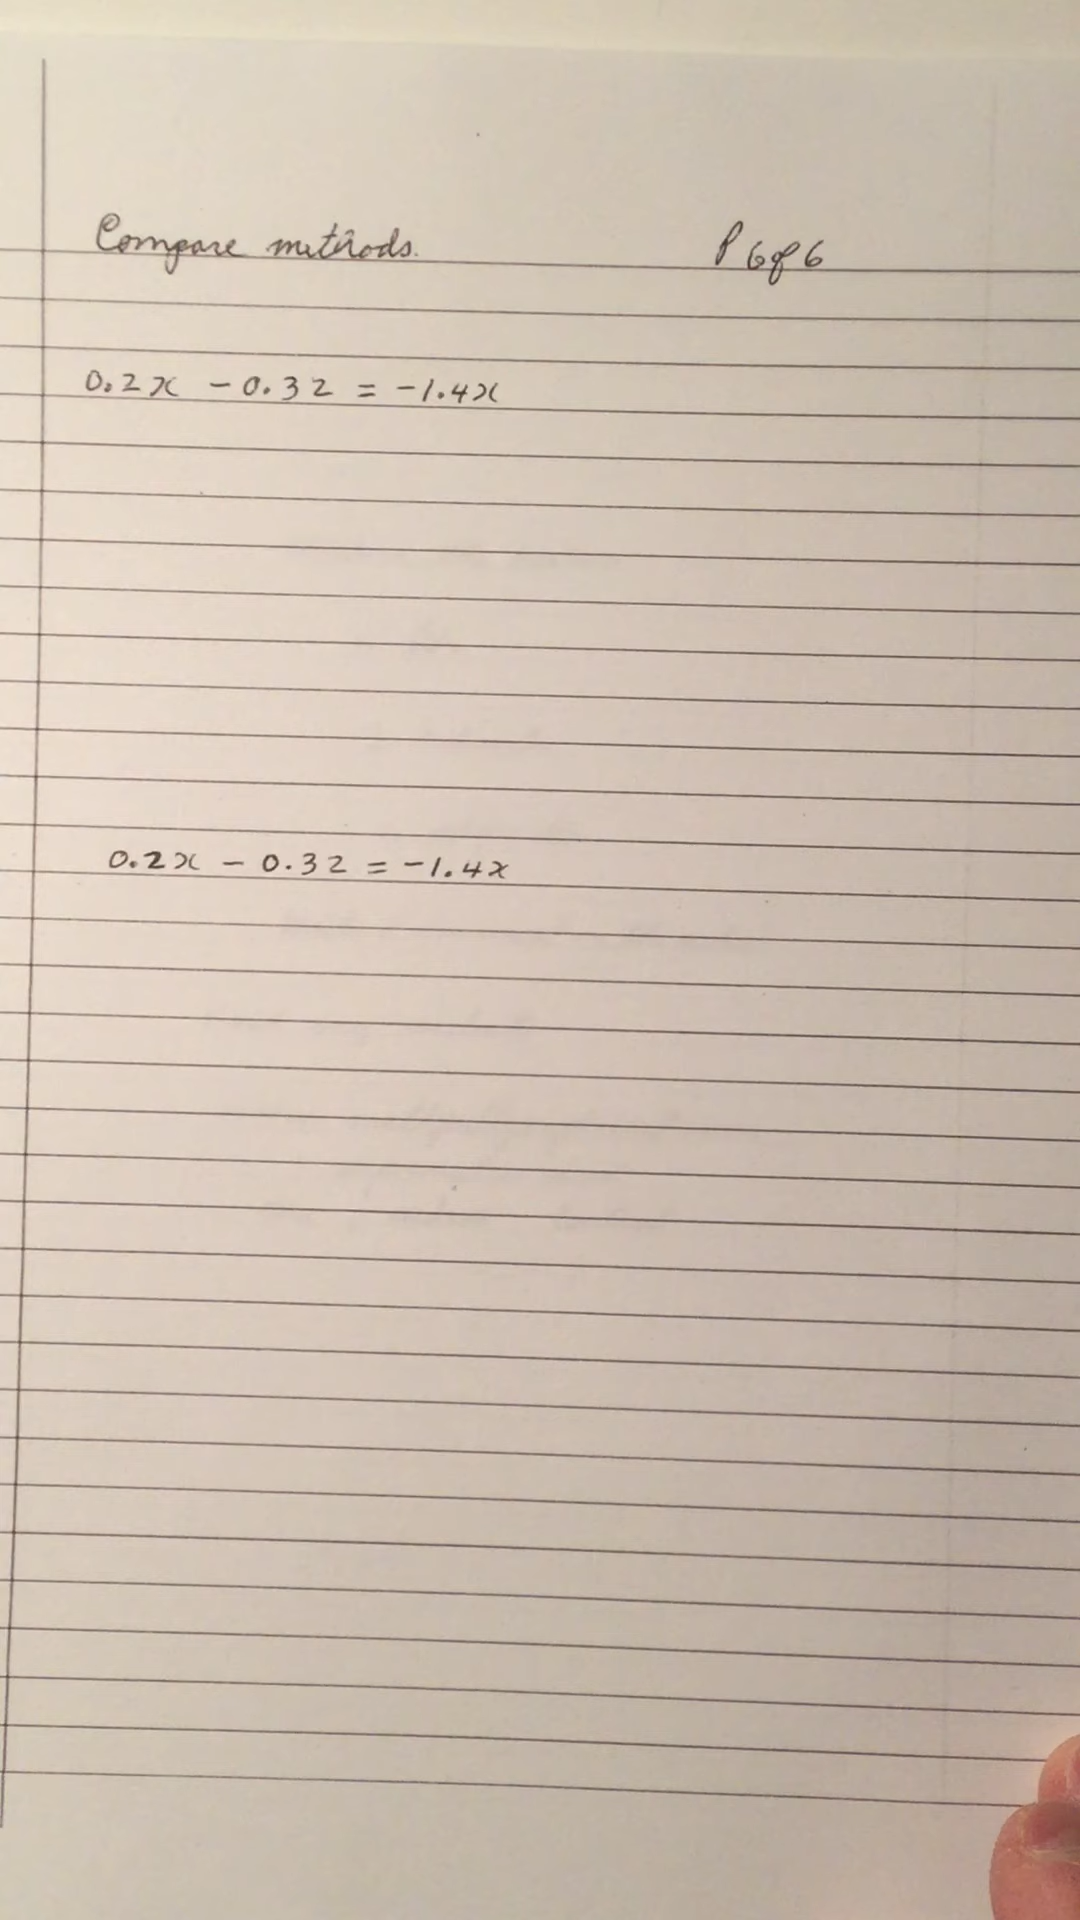 Compare methods. P 6 of 6
0.2x - 0.32 = -1.4x
0.2x - 0.32 = -1.4x